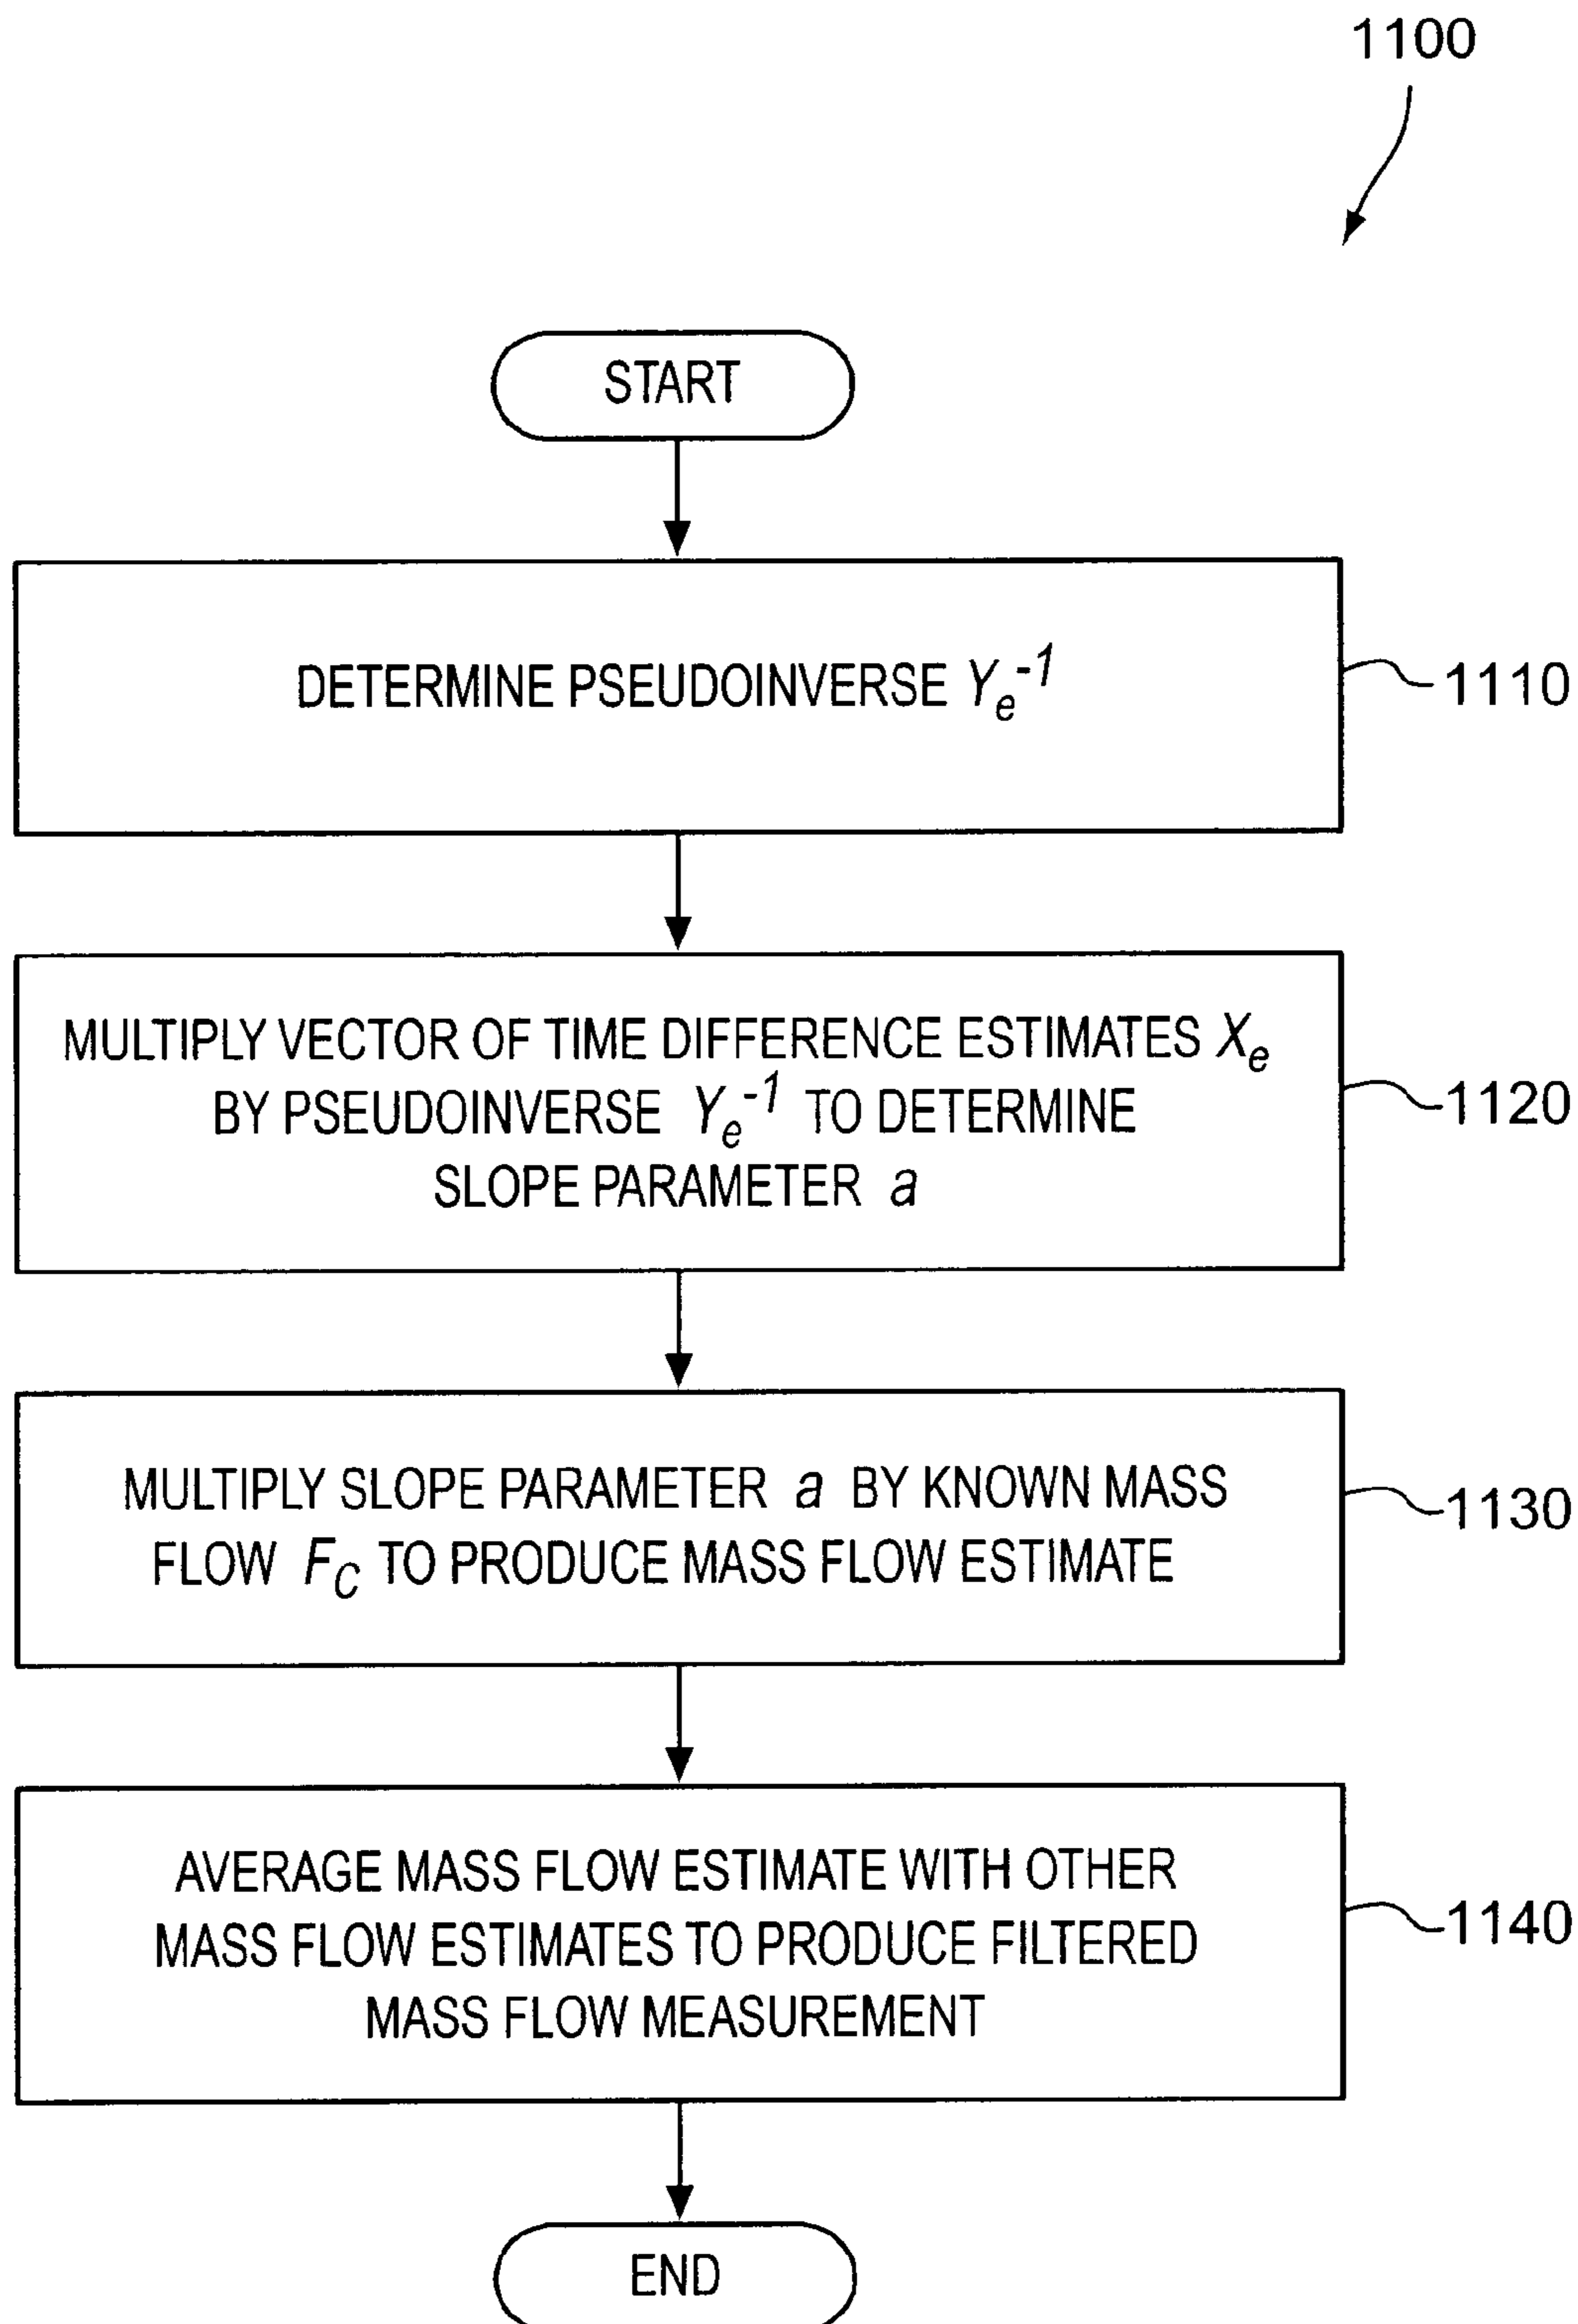 1100
START
DETERMINE PSEUDOINVERSE Yₑ⁻¹
1110
MULTIPLY VECTOR OF TIME DIFFERENCE ESTIMATES Xₑ
BY PSEUDOINVERSE Yₑ⁻¹ TO DETERMINE
SLOPE PARAMETER a
1120
MULTIPLY SLOPE PARAMETER a BY KNOWN MASS
FLOW F_C TO PRODUCE MASS FLOW ESTIMATE
1130
AVERAGE MASS FLOW ESTIMATE WITH OTHER
MASS FLOW ESTIMATES TO PRODUCE FILTERED
MASS FLOW MEASUREMENT
1140
END